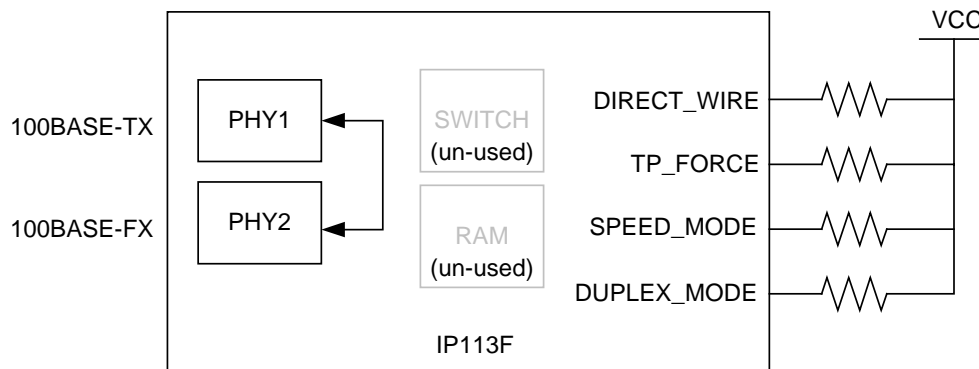 VCC
DIRECT_WIRE
PHY1
100BASE-TX
SWITCH
(un-used)
TP_FORCE
PHY2
100BASE-FX
SPEED_MODE
RAM
(un-used)
DUPLEX_MODE
IP113F